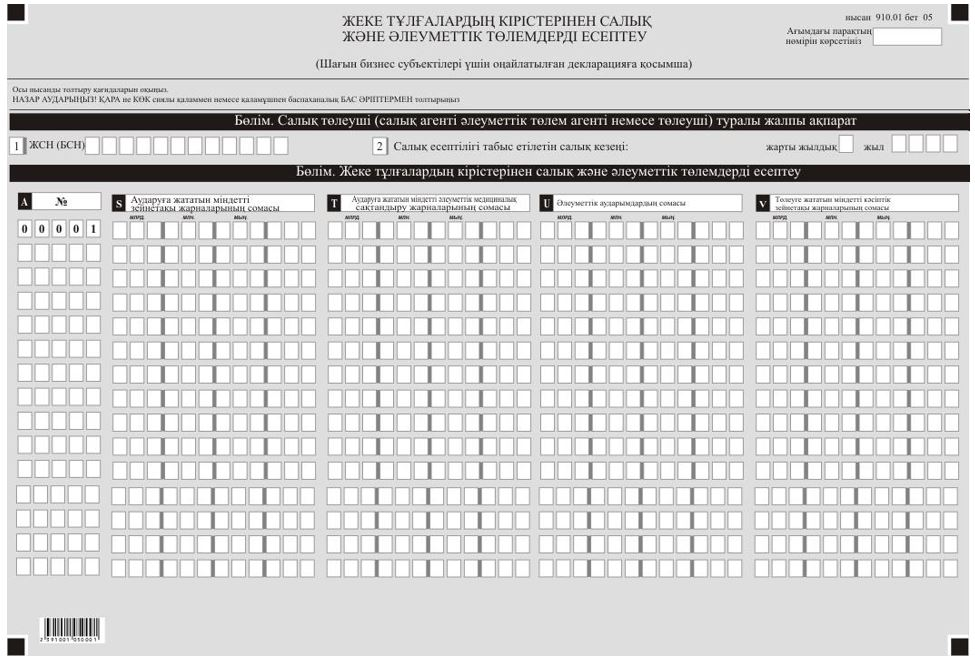 ЖЕКЕ ТҰЛҒАЛАРДЫҢ КІРІСТЕРІНЕН САЛЫҚ
ЖӘНЕ ӘЛЕУМЕТТІК ТӨЛЕМДЕРДІ ЕСЕПТЕУ
нысан 910.01 бет 05
Ағымдағы парақтың
нөмірін көрсетіңіз
(Шағын бизнес субъектілері үшін оңайлатылған декларацияға қосымша)
Осы нысанды толтыру қағидаларын оқыңыз.
НАЗАР АУДАРЫҢЫЗ! ҚАРА не КӨК сиялы қаламмен немесе қаламұшпен баспаханалық БАС ӘРІПТЕРМЕН толтырыңыз
Бөлім. Салық төлеуші (салық агенті әлеуметтік төлем агенті немесе төлеуші) туралы жалпы ақпарат
1 ЖСН (БСН)
2 Салық есептілігі табыс етілетін салық кезеңі: жарты жылдық жыл
Бөлім. Жеке тұлғалардың кірістерінен салық және әлеуметтік төлемдерді есептеу
A №
S Аударуға жататын міндетті
зейнетақы жарналарының сомасы
T Аударуға жататын міндетті әлеуметтік медициналық
сақтандыру жарналарының сомасы
U Әлеуметтік аударымдардың сомасы
V Төлеуге жататын міндетті кәсіптік
зейнетақы жарналарының сомасы
МЛРД МЛН МЫҢ МЛРД МЛН МЫҢ МЛРД МЛН МЫҢ МЛРД МЛН МЫҢ
0 0 0 0 1
2 391001 050001